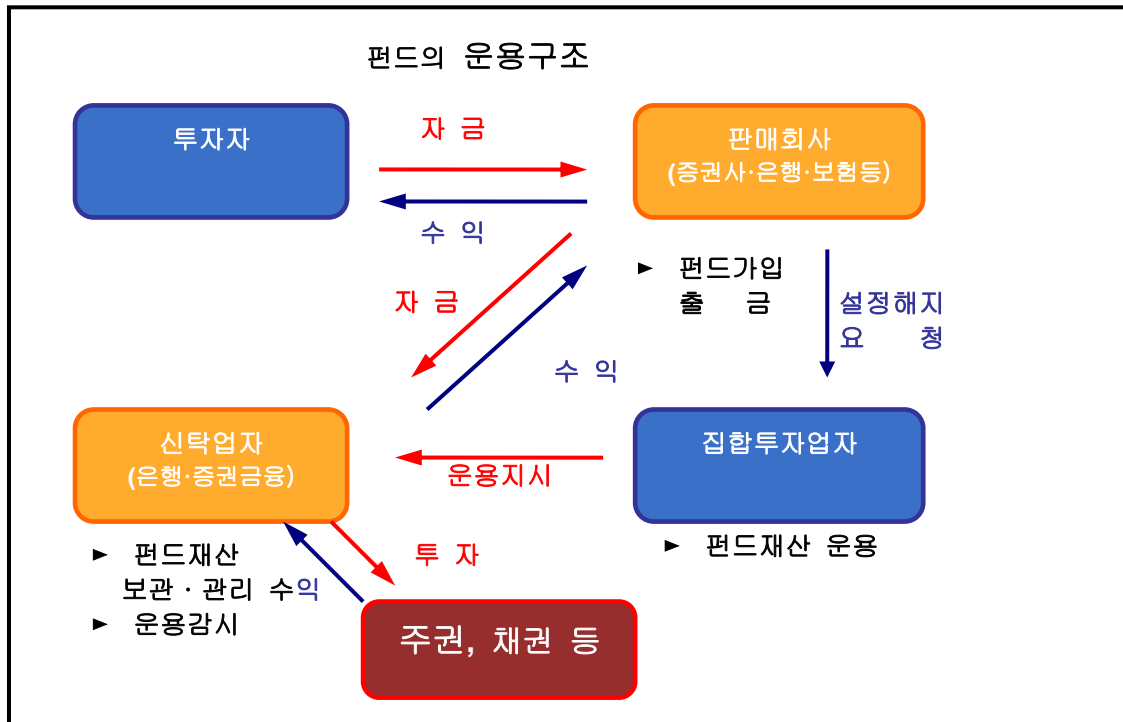 펀드의 운용구조
투자자
자 금
판매회사
(증권사·은행·보험등)
수 익
► 펀드가입
출 금
자 금
설정해지
요 청
수 익
신탁업자
(은행·증권금융)
운용지시
집합투자업자
► 펀드재산
보관 · 관리 수익
► 운용감시
투 자
► 펀드재산 운용
주권, 채권 등